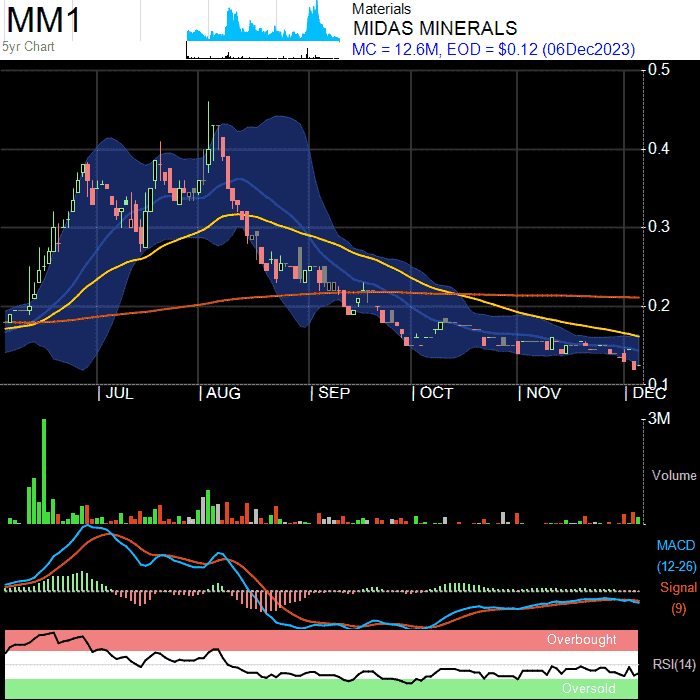 MM1
5yr Chart
Materials
MIDAS MINERALS
MC = 12.6M, EOD = $0.12 (06Dec2023)
0.5
0.4
0.3
0.2
0.1
| JUL | AUG | SEP | OCT | NOV | DEC
3M
Volume
MACD
(12-26)
Signal
(9)
Overbought
RSI(14)
Oversold